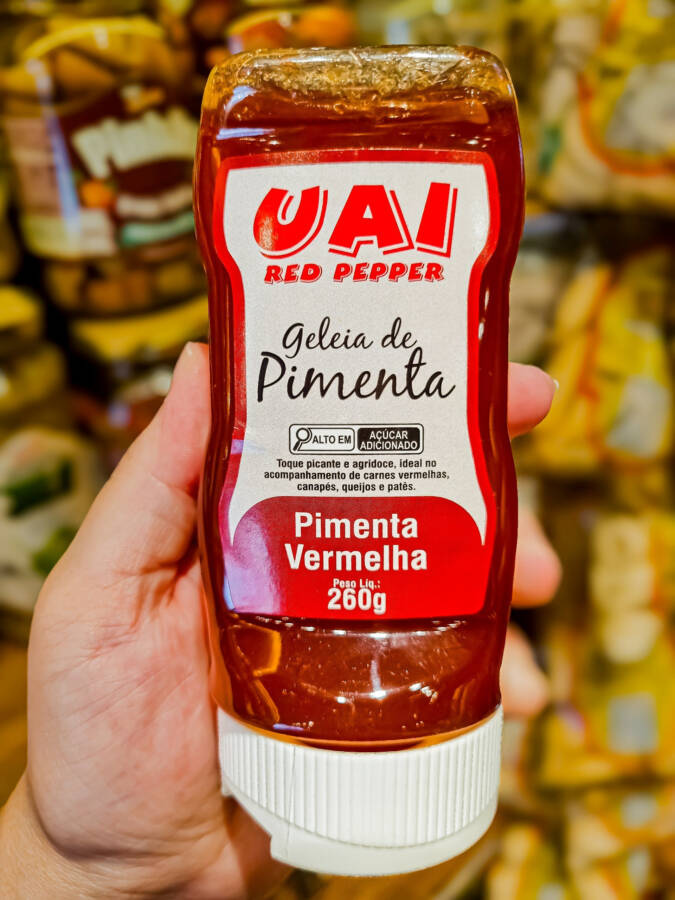 UAI
RED PEPPER
Geleia de
Pimenta
ALTO EM AÇÚCAR
ADICIONADO
Toque picante e agridoce, ideal no
acompanhamento de carnes vermelhas,
canapés, queijos e patês.
Pimenta
Vermelha
Peso Liq.:
260g